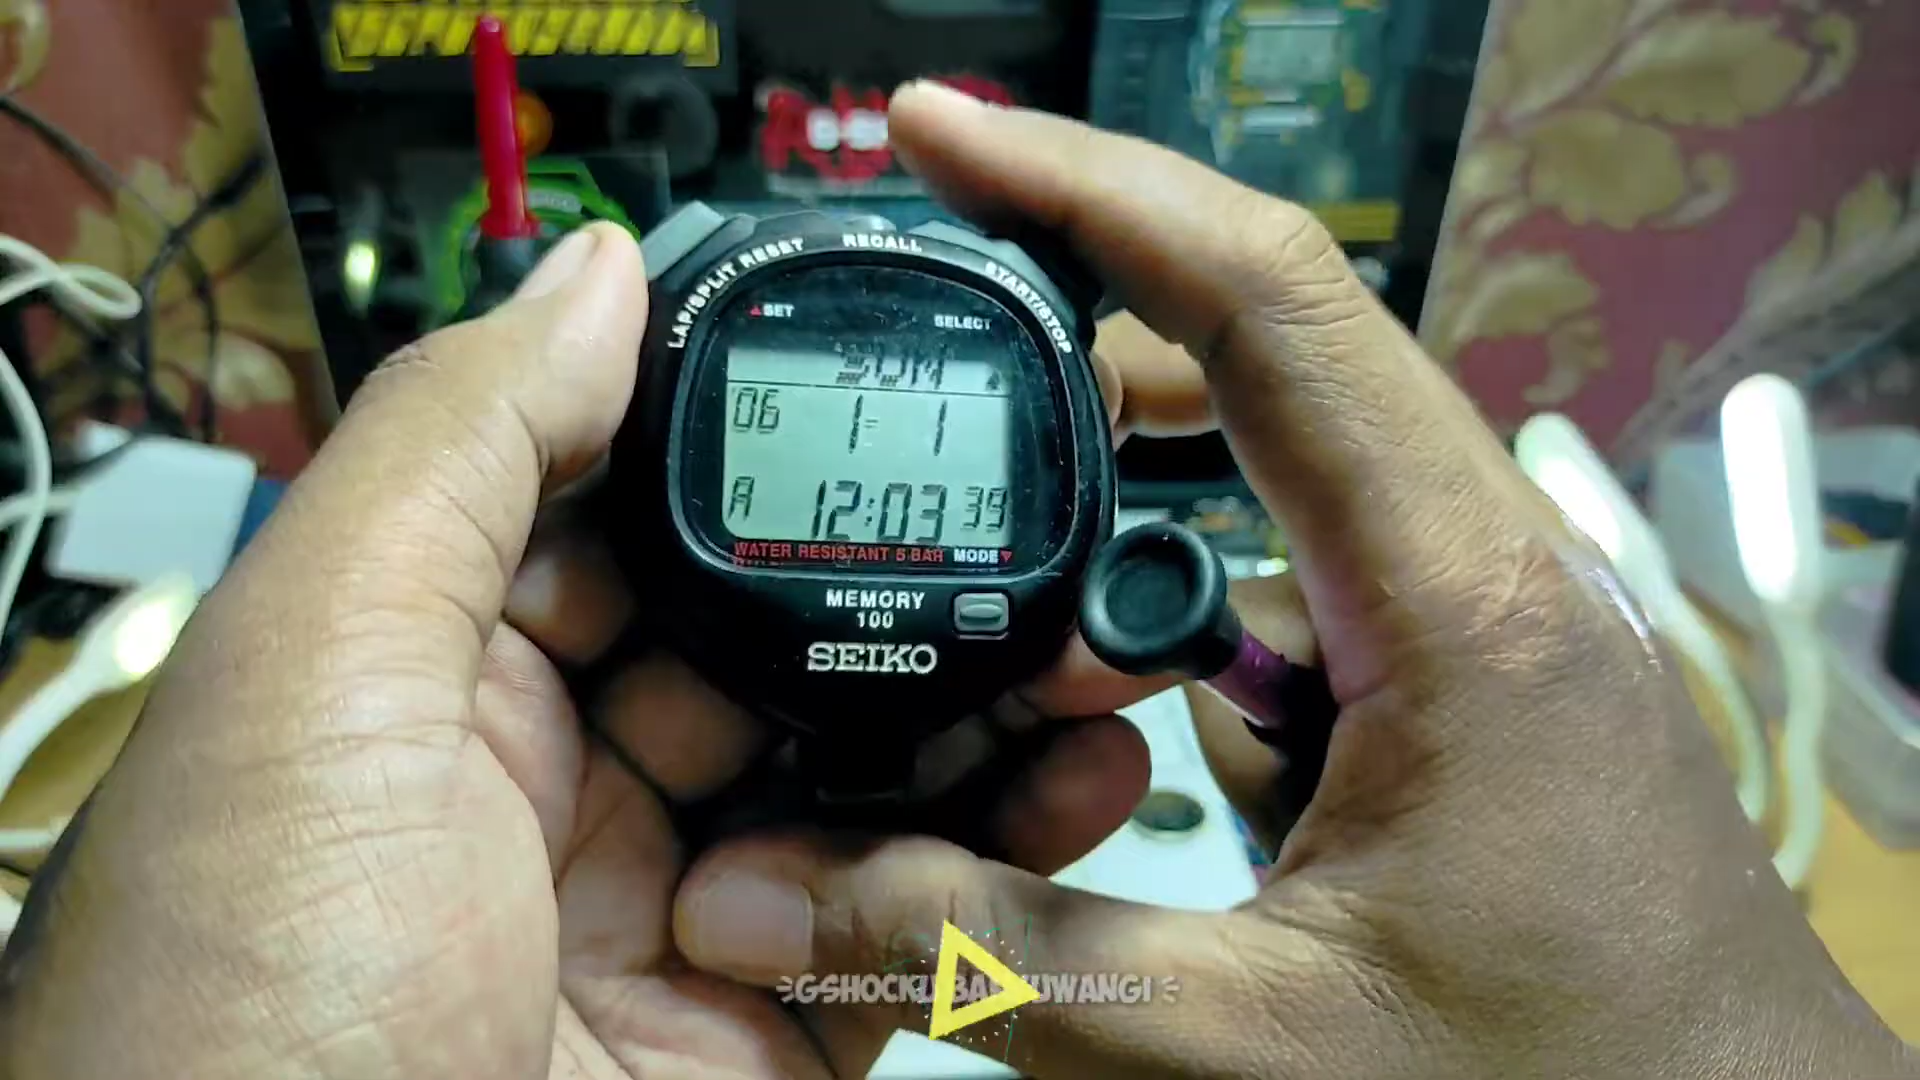 LAP/SPLIT RESET
RECALL
START/STOP
▲SET
SELECT
SUN
'06 1-1
A 12:03 39
WATER RESISTANT 5 BAR MODE▼
MEMORY
100
SEIKO